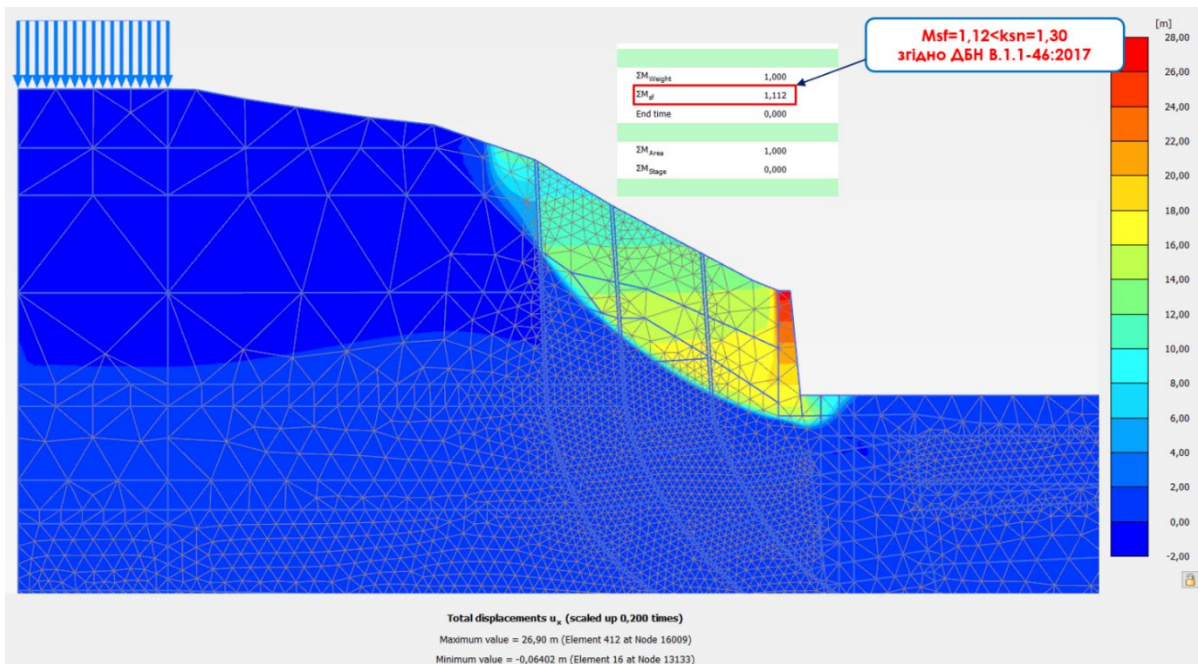 Msf=1,12<ksn=1,30
згідно ДБН В.1.1-46:2017
[m]
28,00
26,00
24,00
22,00
20,00
18,00
16,00
14,00
12,00
10,00
8,00
6,00
4,00
2,00
0,00
-2,00
ΣMWeight 1,000
ΣMsf 1,112
End time 0,000
ΣMArea 1,000
ΣMStage 0,000
Total displacements ux (scaled up 0,200 times)
Maximum value = 26,90 m (Element 412 at Node 16009)
Minimum value = -0,06402 m (Element 16 at Node 13133)